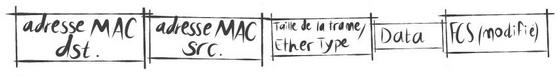 adresse MAC dst.
adresse MAC src.
Taille de la trame/ Ether Type
Data
FCS (modifié)